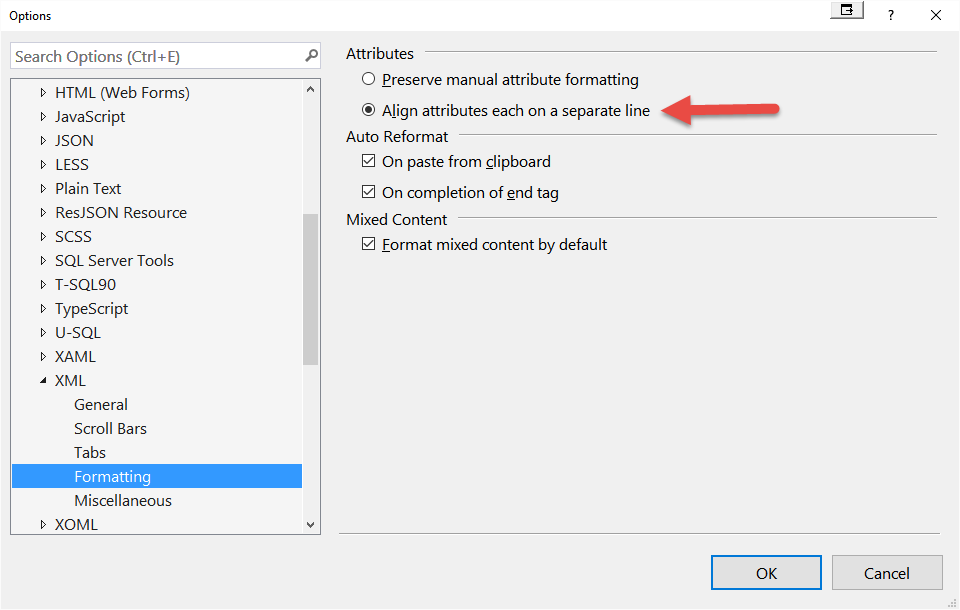 Options
?
Search Options (Ctrl+E)
HTML (Web Forms)
JavaScript
JSON
LESS
Plain Text
ResJSON Resource
SCSS
SQL Server Tools
T-SQL90
TypeScript
U-SQL
XAML
XML
General
Scroll Bars
Tabs
Formatting
Miscellaneous
XOML
Attributes
Preserve manual attribute formatting
Align attributes each on a separate line
Auto Reformat
On paste from clipboard
On completion of end tag
Mixed Content
Format mixed content by default
OK
Cancel